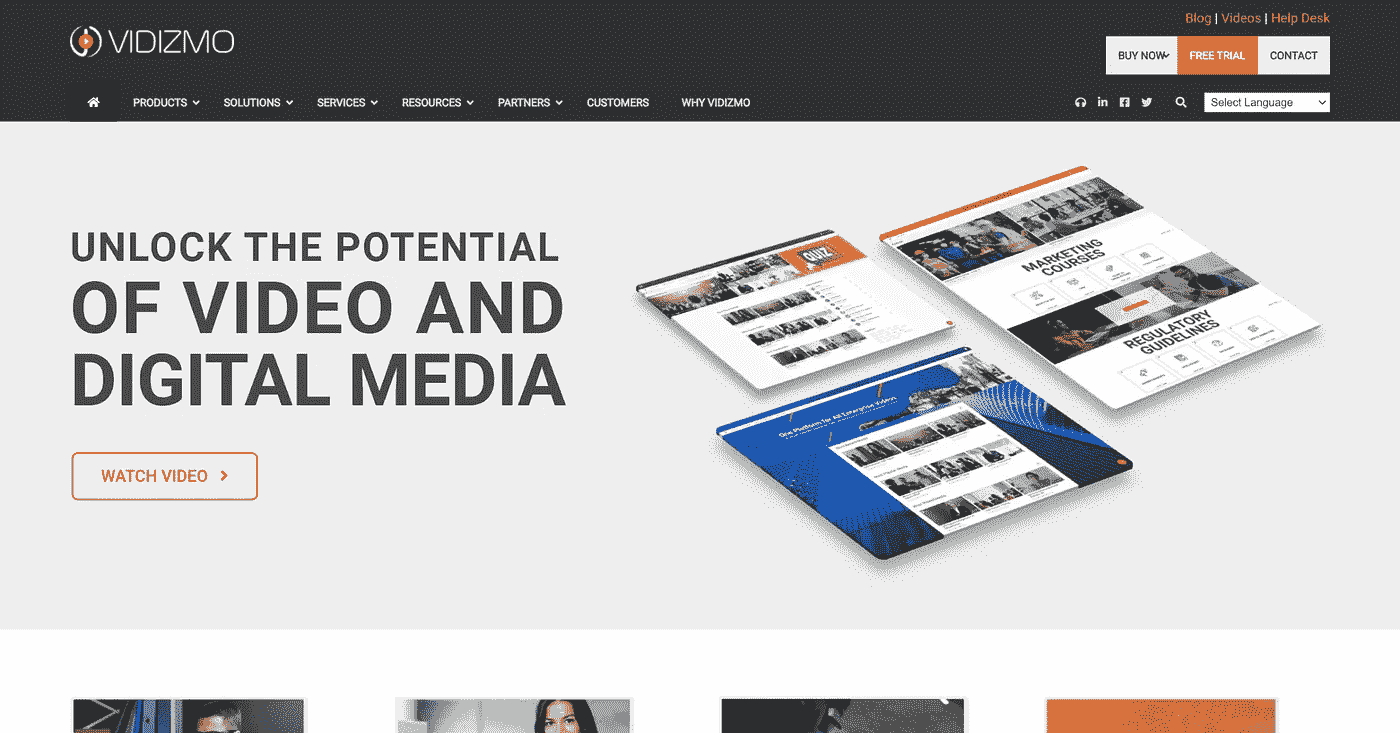 Blog | Videos | Help Desk
VIDIZMO
BUY NOW FREE TRIAL CONTACT
PRODUCTS SOLUTIONS SERVICES RESOURCES PARTNERS CUSTOMERS WHY VIDIZMO
Select Language
UNLOCK THE POTENTIAL
OF VIDEO AND
DIGITAL MEDIA
WATCH VIDEO
QUIZ
MARKETING
COURSES
REGULATORY
GUIDELINES
One Platform for All Enterprise Videos